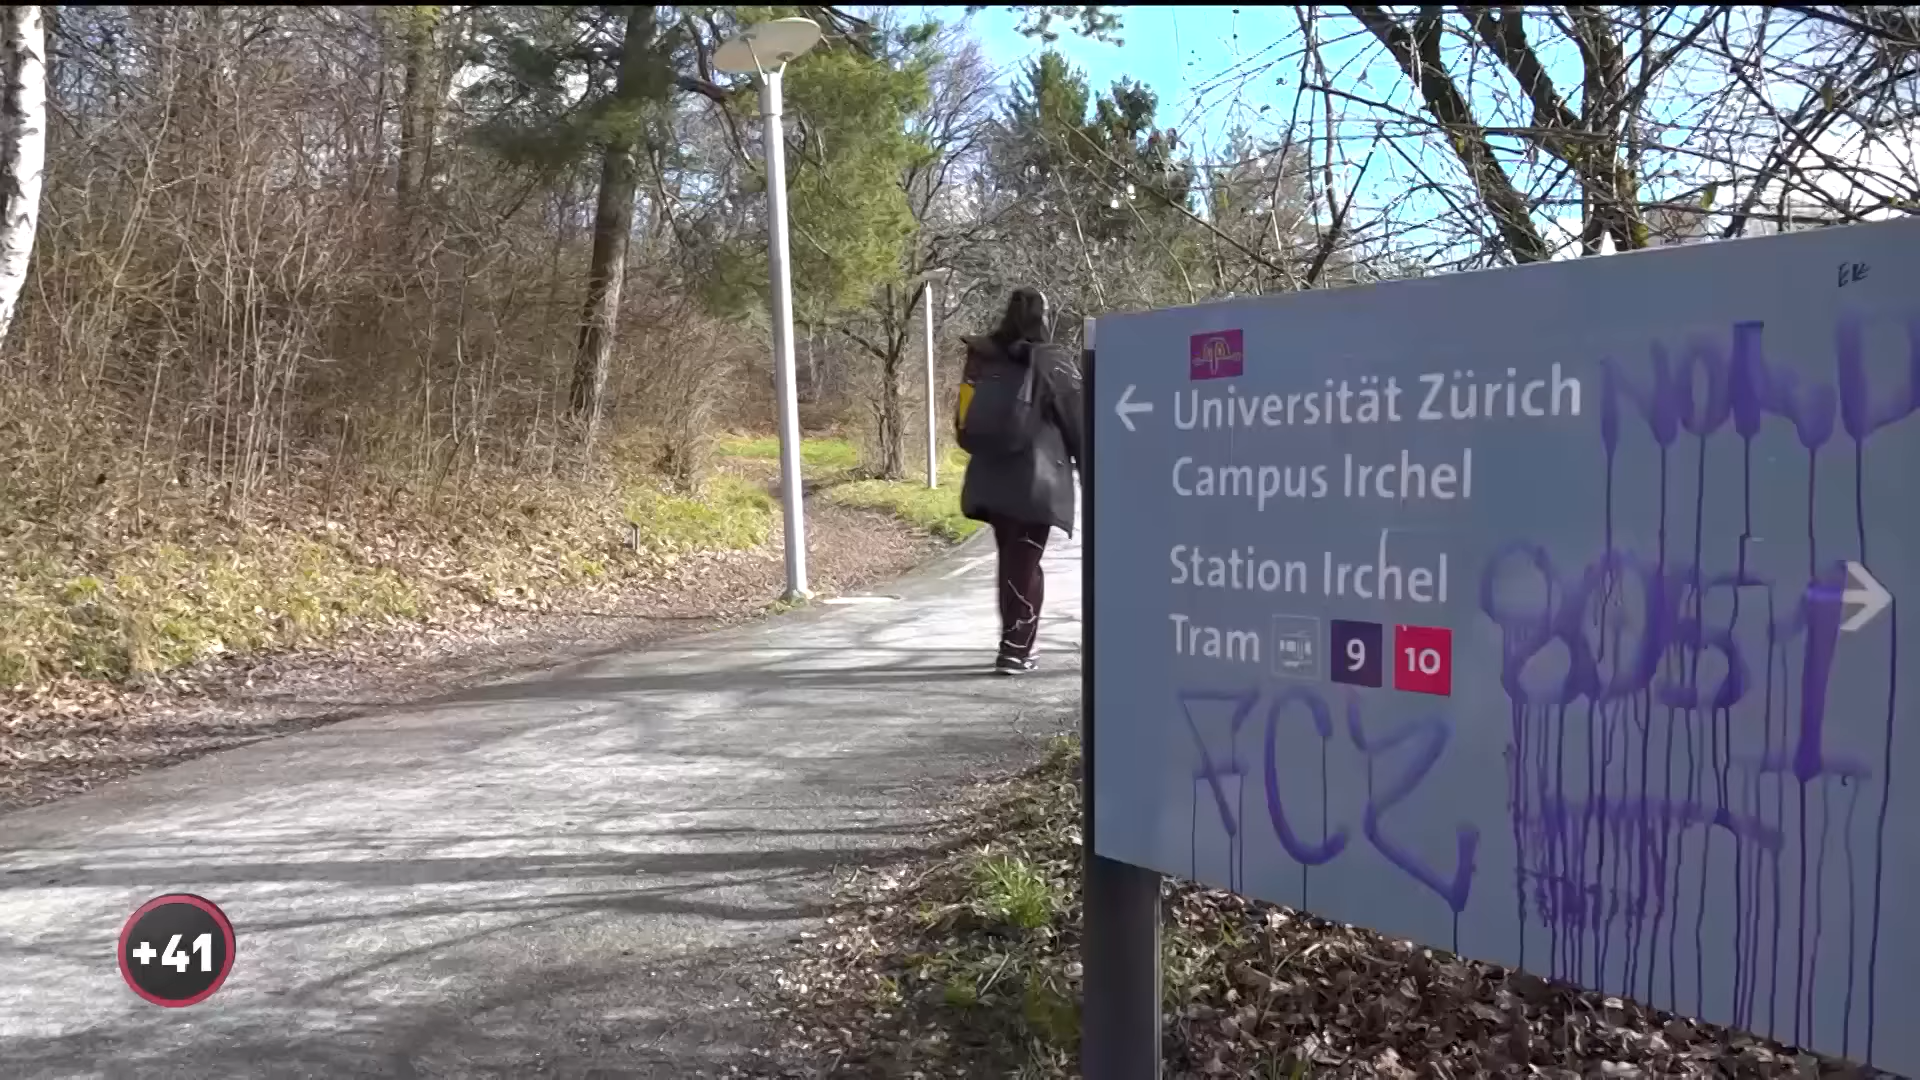 Universität Zürich
Campus Irchel
Station Irchel
Tram 9 10
FCZ
+41